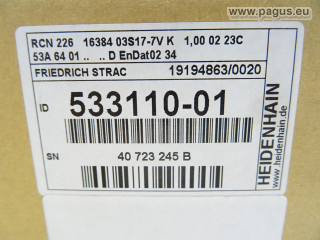 www.pagus.eu
RCN 226 16384 03S17-7V K 1,00 02 23C
53A 64 01 .. .. D EnDat02 34
FRIEDRICH STRAC 19194863/0020
ID 533110-01
SN 40 723 245 B
HEIDENHAIN
www.heidenhain.de